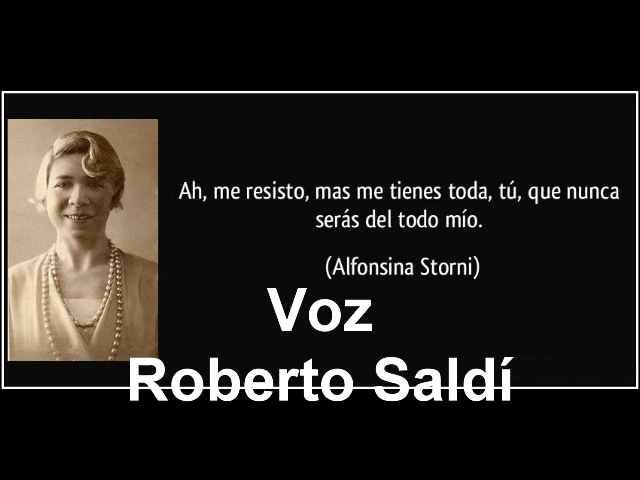 Ah, me resisto, mas me tienes toda, tú, que nunca
serás del todo mío.
(Alfonsina Storni)
Voz
Roberto Saldí